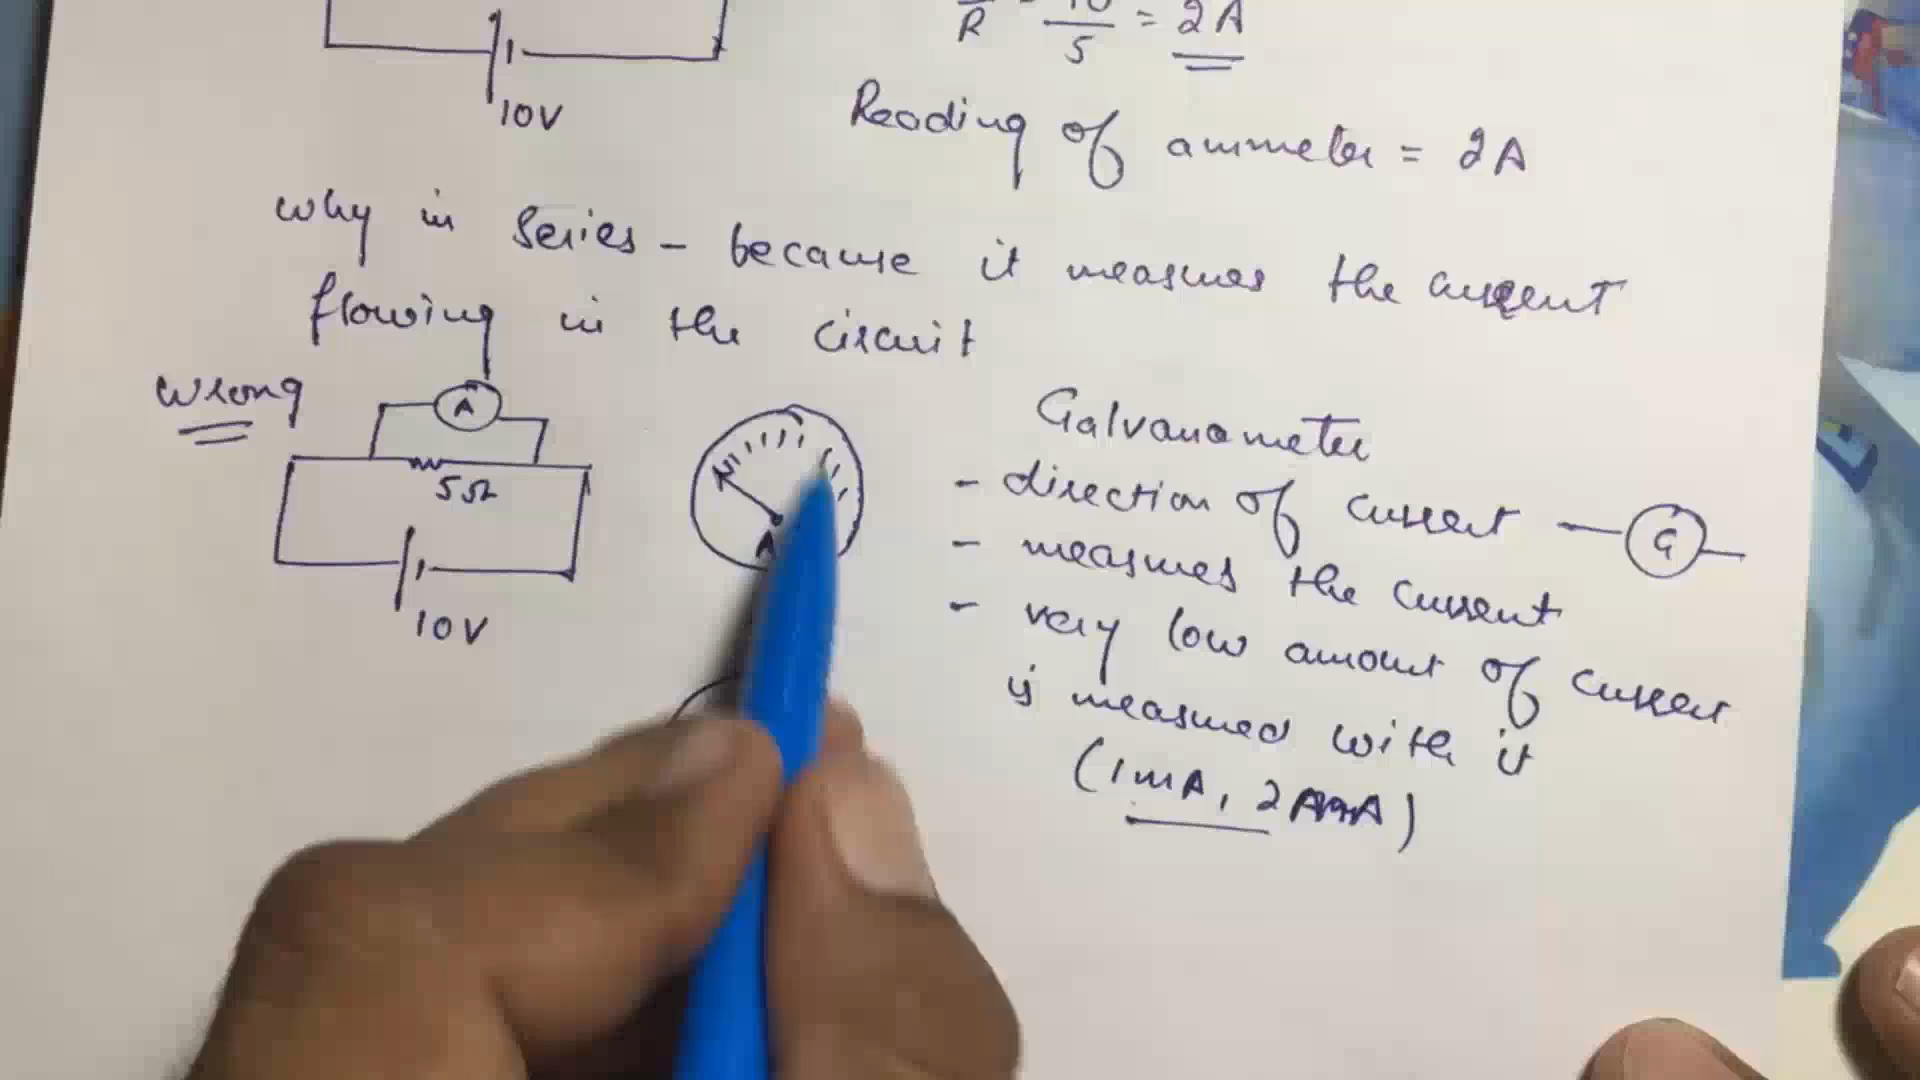 R 5 = 2A
10V
Reading of ammeter = 2A
why in Series - because it measures the current
flowing in the circuit
Wrong
A
5Ω
10V
A
Galvanometer
- direction of current
G
- measures the current
- very low amount of current
is measured with it
(1mA, 2